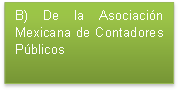 B) De la Asociación
Mexicana de Contadores
Públicos